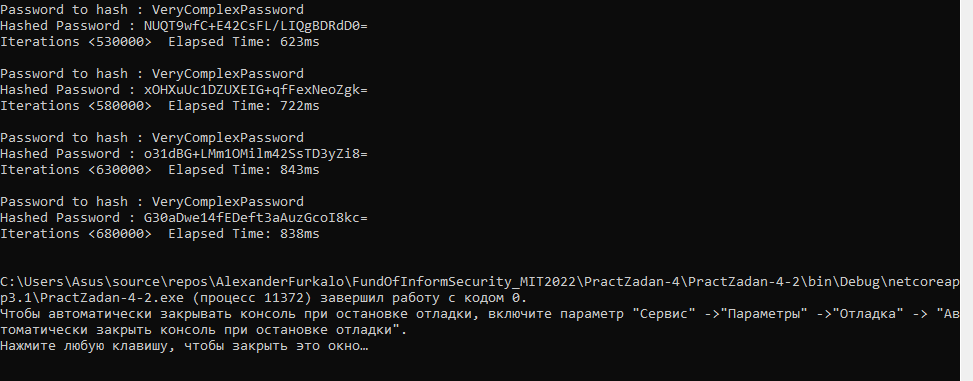 Password to hash : VeryComplexPassword
Hashed Password : NUQT9wfC+E42CsFL/LIQgBDRdD0=
Iterations <530000>  Elapsed Time: 623ms
Password to hash : VeryComplexPassword
Hashed Password : xOHXuUc1DZUXEIG+qfFexNeoZgk=
Iterations <580000>  Elapsed Time: 722ms
Password to hash : VeryComplexPassword
Hashed Password : o31dBG+LMm1OMilm42SsTD3yZi8=
Iterations <630000>  Elapsed Time: 843ms
Password to hash : VeryComplexPassword
Hashed Password : G30aDwe14fEDeft3aAuzGcoI8kc=
Iterations <680000>  Elapsed Time: 838ms
C:\Users\Asus\source\repos\AlexanderFurkalo\FundOfInformSecurity_MIT2022\PractZadan-4\PractZadan-4-2\bin\Debug\netcoreap
p3.1\PractZadan-4-2.exe (процесс 11372) завершил работу с кодом 0.
Чтобы автоматически закрывать консоль при остановке отладки, включите параметр "Сервис" ->"Параметры" ->"Отладка" -> "Ав
томатически закрыть консоль при остановке отладки".
Нажмите любую клавишу, чтобы закрыть это окно…